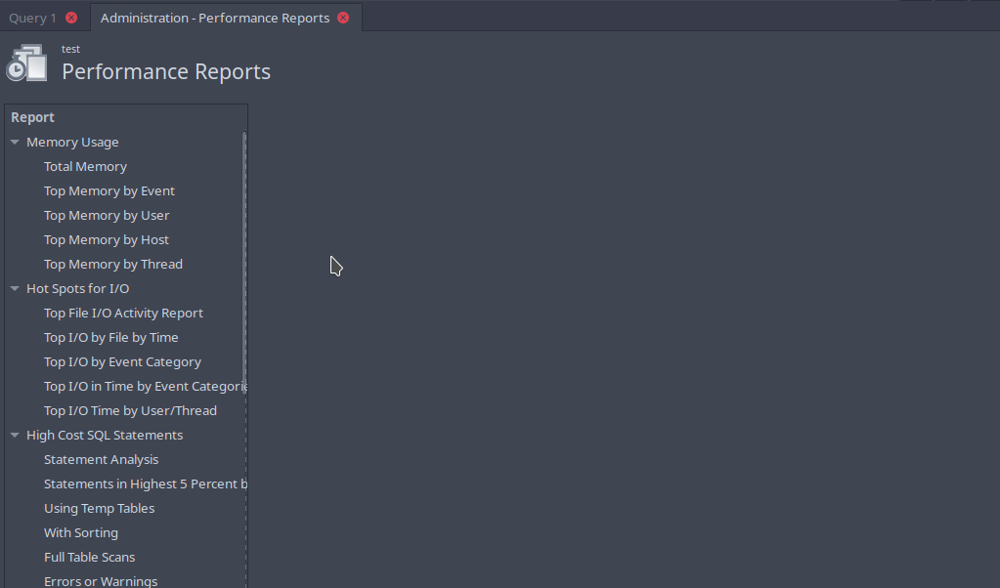 Query 1
Administration - Performance Reports
test
Performance Reports
Report
Memory Usage
Total Memory
Top Memory by Event
Top Memory by User
Top Memory by Host
Top Memory by Thread
Hot Spots for I/O
Top File I/O Activity Report
Top I/O by File by Time
Top I/O by Event Category
Top I/O in Time by Event Categorie
Top I/O Time by User/Thread
High Cost SQL Statements
Statement Analysis
Statements in Highest 5 Percent b
Using Temp Tables
With Sorting
Full Table Scans
Errors or Warnings